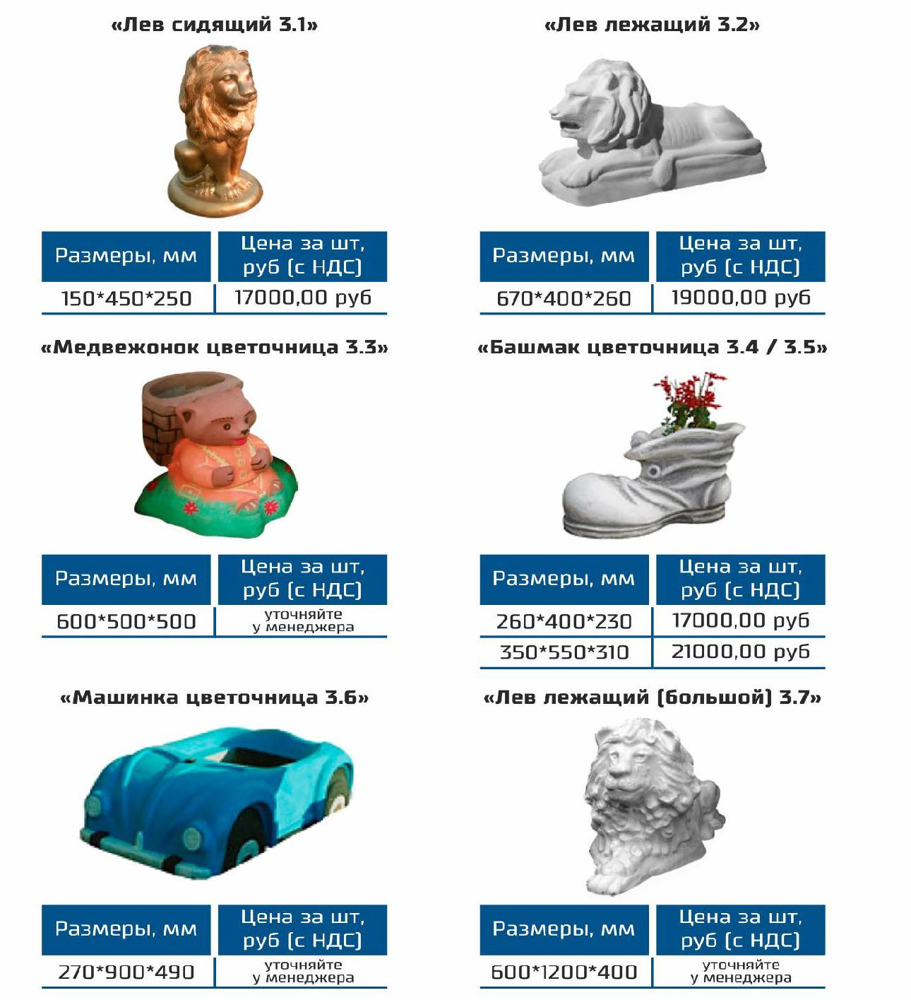 «Лев сидящий 3.1»
Размеры, мм
Цена за шт,
руб (с НДС)
150*450*250
17000,00 руб
«Лев лежащий 3.2»
Размеры, мм
Цена за шт,
руб (с НДС)
670*400*260
19000,00 руб
«Медвежонок цветочница 3.3»
Размеры, мм
Цена за шт,
руб (с НДС)
600*500*500
уточняйте
у менеджера
«Башмак цветочница 3.4 / 3.5»
Размеры, мм
Цена за шт,
руб (с НДС)
260*400*230
17000,00 руб
350*550*310
21000,00 руб
«Машинка цветочница 3.6»
Размеры, мм
Цена за шт,
руб (с НДС)
270*900*490
уточняйте
у менеджера
«Лев лежащий (большой) 3.7»
Размеры, мм
Цена за шт,
руб (с НДС)
600*1200*400
уточняйте
у менеджера